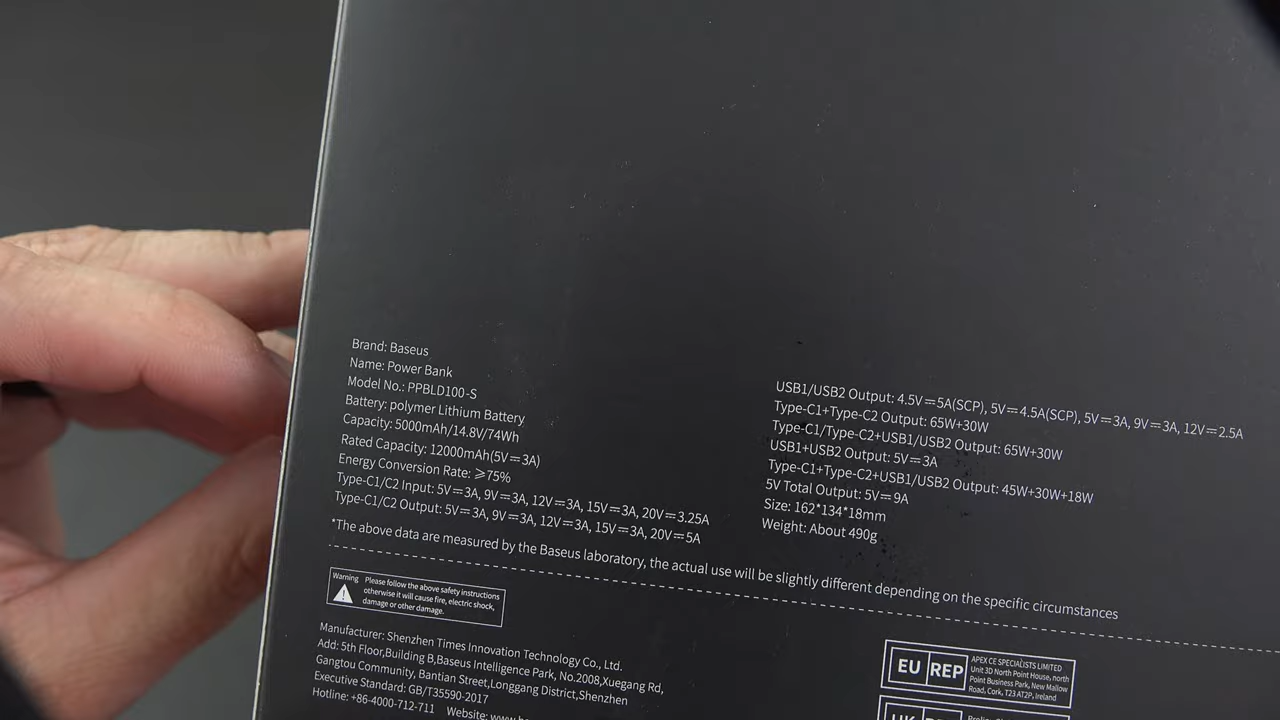 Brand: Baseus
Name: Power Bank
Model No.: PPBLD100-S
Battery: polymer Lithium Battery
Capacity: 5000mAh/14.8V/74Wh
Rated Capacity: 12000mAh(5V⎓3A)
Energy Conversion Rate: ⩾75%
Type-C1/C2 Input: 5V⎓3A, 9V⎓3A, 12V⎓3A, 15V⎓3A, 20V⎓3.25A
Type-C1/C2 Output: 5V⎓3A, 9V⎓3A, 12V⎓3A, 15V⎓3A, 20V⎓5A
USB1/USB2 Output: 4.5V⎓5A(SCP), 5V⎓4.5A(SCP), 5V⎓3A, 9V⎓3A, 12V⎓2.5A
Type-C1+Type-C2 Output: 65W+30W
Type-C1/Type-C2+USB1/USB2 Output: 65W+30W
USB1+USB2 Output: 5V⎓3A
Type-C1+Type-C2+USB1/USB2 Output: 45W+30W+18W
5V Total Output: 5V⎓9A
Size: 162*134*18mm
Weight: About 490g
*The above data are measured by the Baseus laboratory, the actual use will be slightly different depending on the specific circumstances
Warning
Please follow the above safety instructions
otherwise it will cause fire, electric shock,
damage or other damage.
Manufacturer: Shenzhen Times Innovation Technology Co., Ltd.
Add: 5th Floor,Building B,Baseus Intelligence Park, No.2008,Xuegang Rd,
Gangtou Community, Bantian Street,Longgang District,Shenzhen
Executive Standard: GB/T35590-2017
Hotline: +86-4000-712-711 Website:
EU REP
APEX CE SPECIALISTS LIMITED
Unit 3D North Point House, north
Point Business Park, New Mallow
Road, Cork, T23 AT2P, Ireland